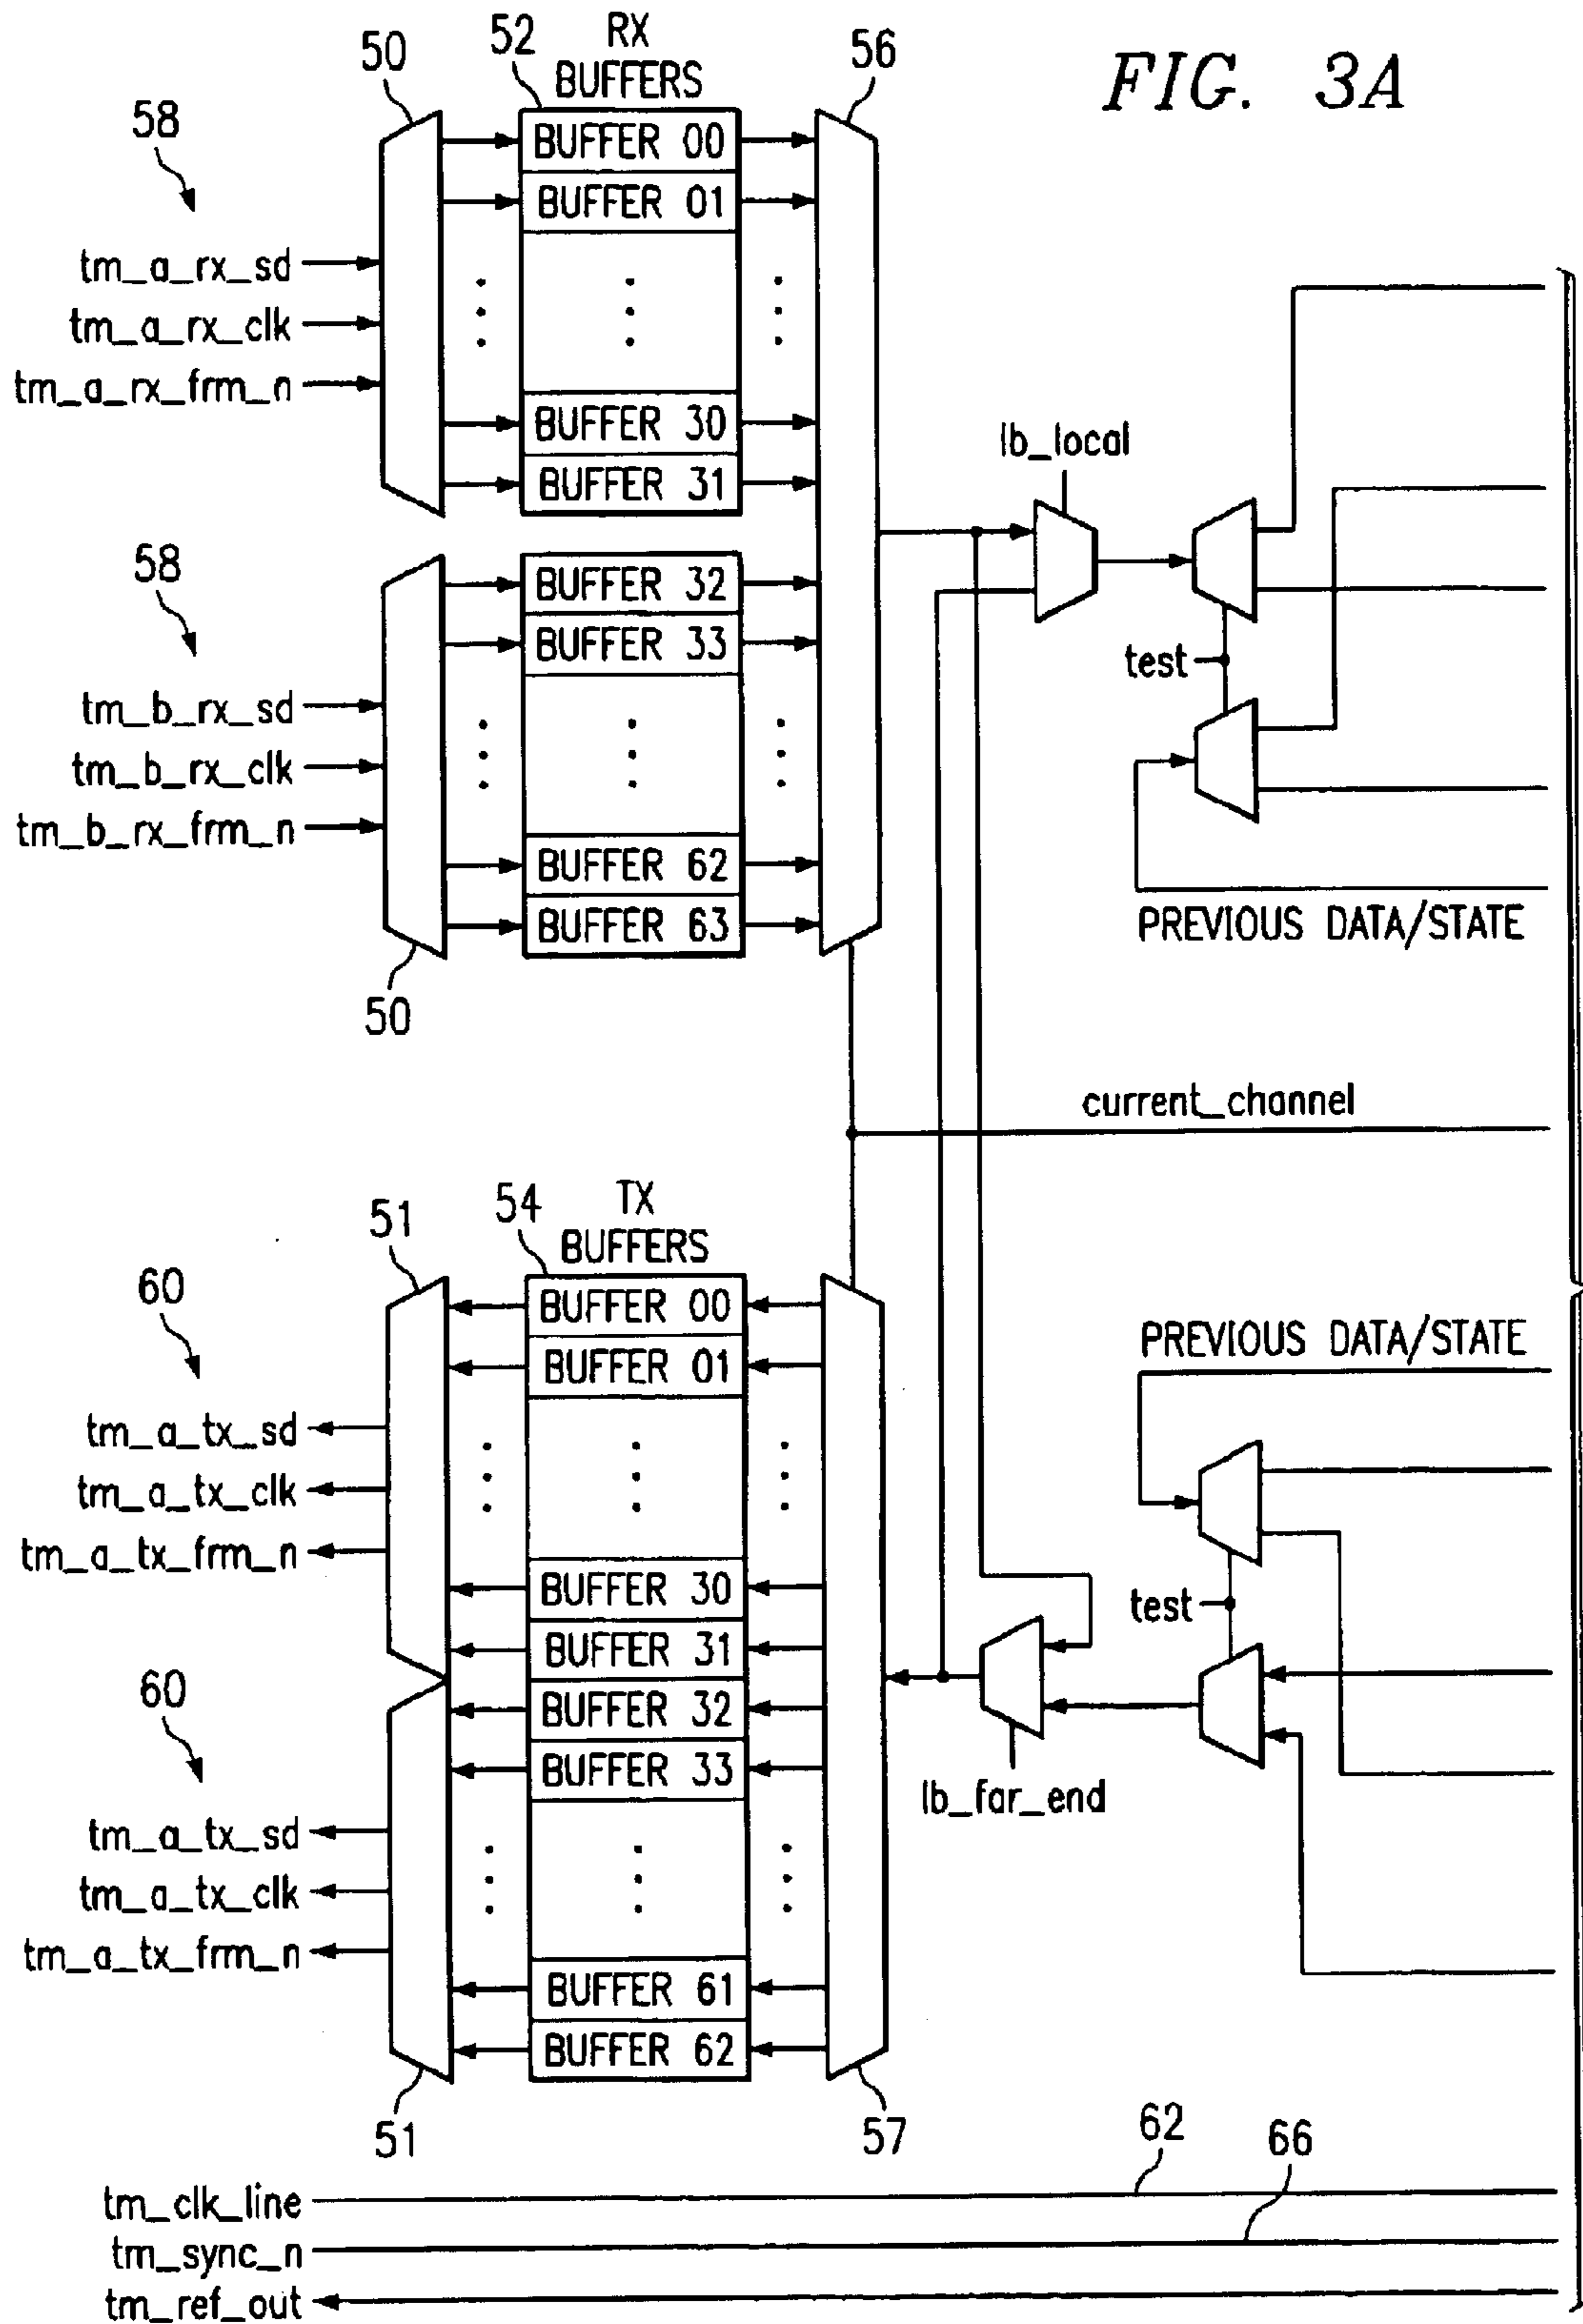 FIG. 3A
52
RX
BUFFERS
50
56
58
BUFFER 00
BUFFER 01
tm_a_rx_sd
tm_a_rx_clk
tm_a_rx_frm_n
BUFFER 30
BUFFER 31
lb_local
58
BUFFER 32
BUFFER 33
test
tm_b_rx_sd
tm_b_rx_clk
tm_b_rx_frm_n
BUFFER 62
BUFFER 63
PREVIOUS DATA/STATE
50
current_channel
54
TX
BUFFERS
51
60
BUFFER 00
BUFFER 01
PREVIOUS DATA/STATE
tm_a_tx_sd
tm_a_tx_clk
tm_a_tx_frm_n
BUFFER 30
BUFFER 31
test
60
BUFFER 32
BUFFER 33
lb_far_end
tm_a_tx_sd
tm_a_tx_clk
tm_a_tx_frm_n
BUFFER 61
BUFFER 62
51
57
62
66
tm_clk_line
tm_sync_n
tm_ref_out